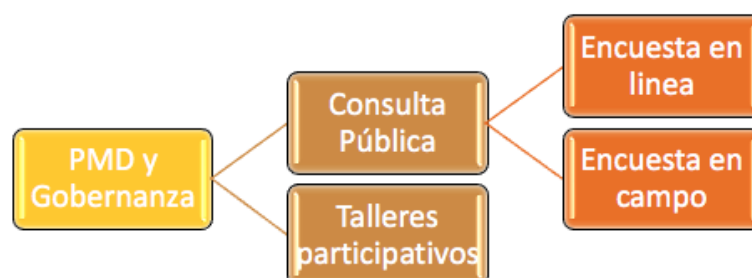 PMD y
Gobernanza
Consulta
Pública
Talleres
participativos
Encuesta en
linea
Encuesta en
campo